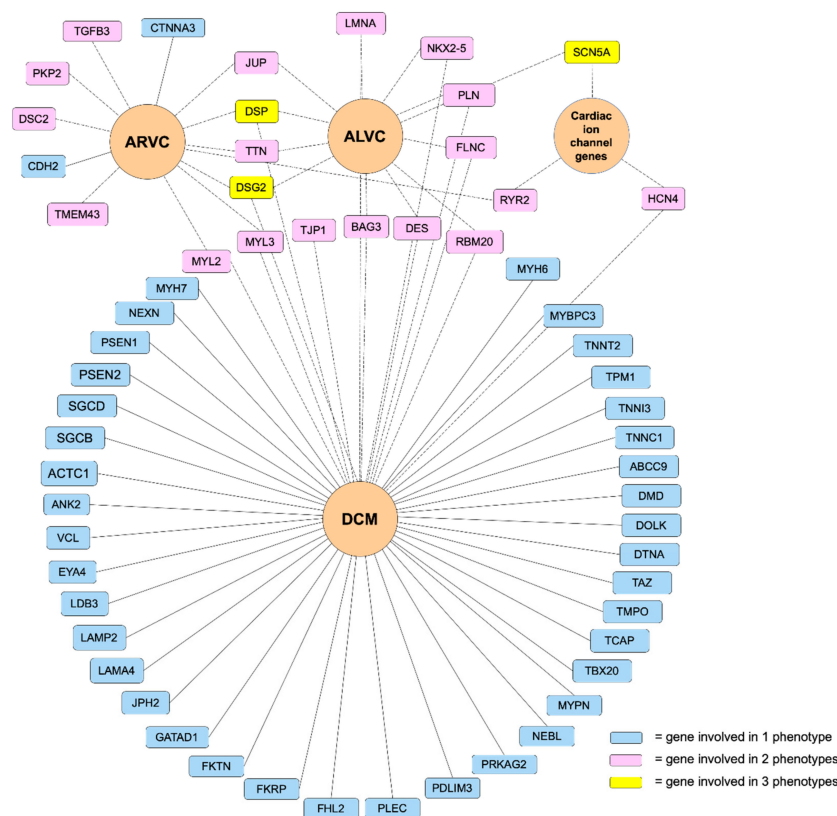 LMNA
TGFB3
CTNNA3
NKX2-5
SCN5A
JUP
PKP2
PLN
DSP
DSC2
ARVC
ALVC
Cardiac
ion
channel
genes
TTN
FLNC
CDH2
DSG2
RYR2
HCN4
TMEM43
TJP1
BAG3
DES
MYL3
RBM20
MYL2
MYH6
MYH7
NEXN
MYBPC3
PSEN1
TNNT2
PSEN2
TPM1
SGCD
TNNI3
SGCB
TNNC1
ACTC1
ABCC9
ANK2
DMD
DCM
DOLK
VCL
DTNA
EYA4
TAZ
LDB3
TMPO
LAMP2
TCAP
LAMA4
TBX20
JPH2
MYPN
GATAD1
NEBL
FKTN
PRKAG2
FKRP
PDLIM3
FHL2
PLEC
= gene involved in 1 phenotype
= gene involved in 2 phenotypes
= gene involved in 3 phenotypes